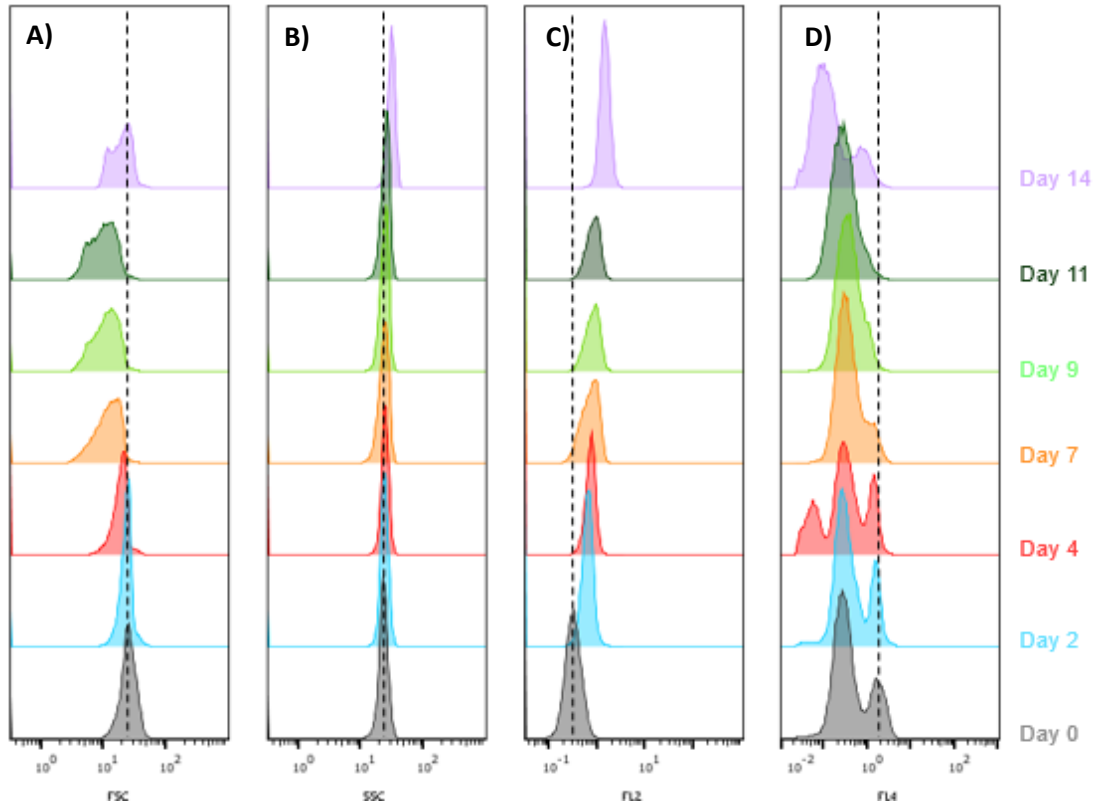 A) B) C) D)
Day 14
Day 11
Day 9
Day 7
Day 4
Day 2
Day 0
10⁰ 10¹ 10² 10⁰ 10² 10⁻¹ 10¹ 10⁻² 10⁰ 10²
FSC SSC FL2 FL4